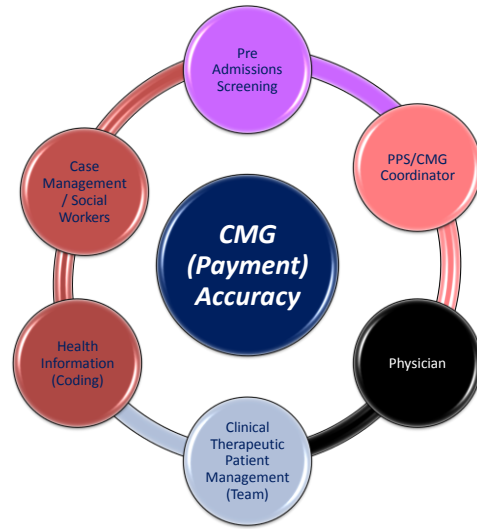 Pre
Admissions
Screening
PPS/CMG
Coordinator
Physician
Clinical
Therapeutic
Patient
Management
(Team)
Health
Information
(Coding)
Case
Management
/ Social
Workers
CMG
(Payment)
Accuracy